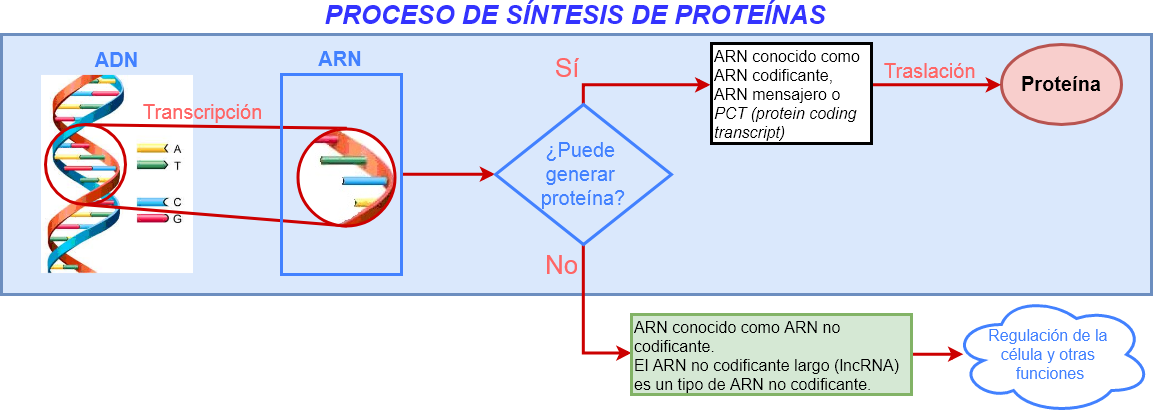 PROCESO DE SÍNTESIS DE PROTEÍNAS
ADN
ARN
Transcripción
A
T
C
G
¿Puede
generar
proteína?
Sí
ARN conocido como
ARN codificante,
ARN mensajero o
PCT (protein coding
transcript)
Traslación
Proteína
No
ARN conocido como ARN no
codificante.
El ARN no codificante largo (lncRNA)
es un tipo de ARN no codificante.
Regulación de la
célula y otras
funciones